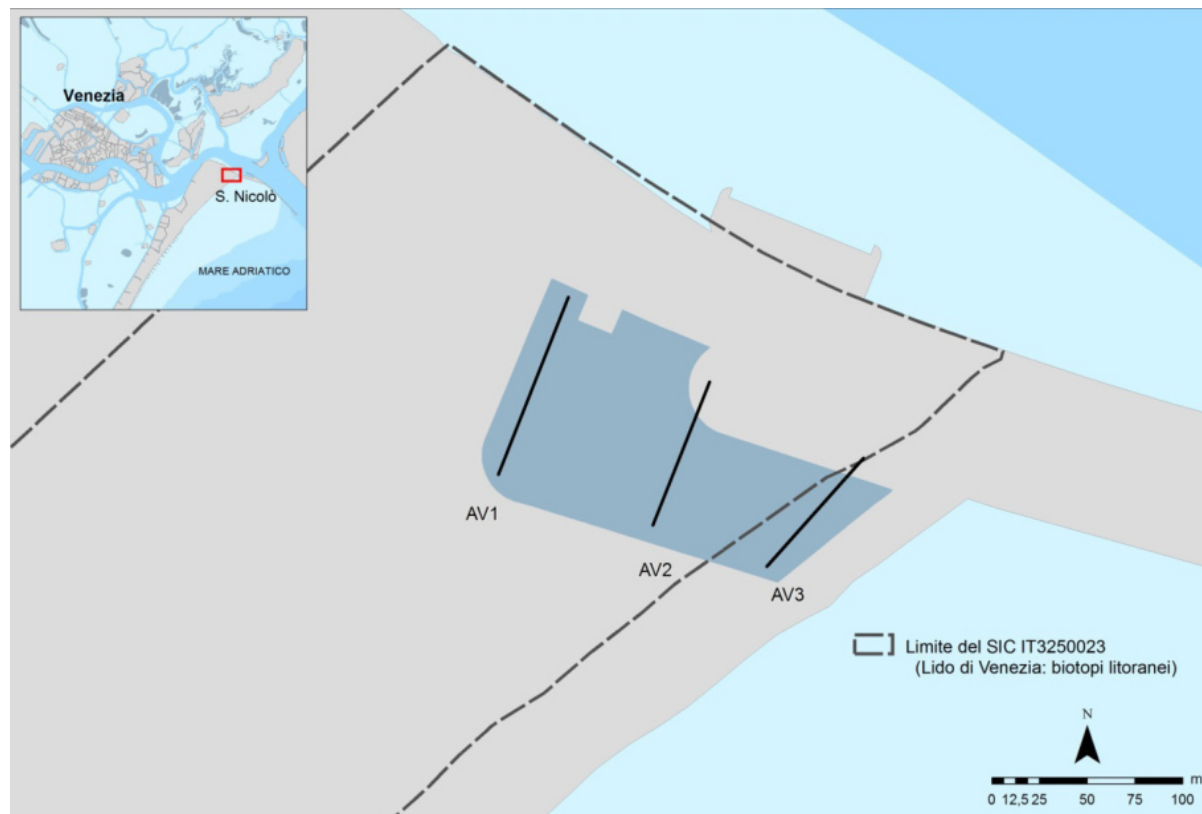 Venezia
S. Nicolò
MARE ADRIATICO
AV1
AV2
AV3
Limite del SIC IT3250023
(Lido di Venezia: biotopi litoranei)
N
m
0 12,5 25 50 75 100